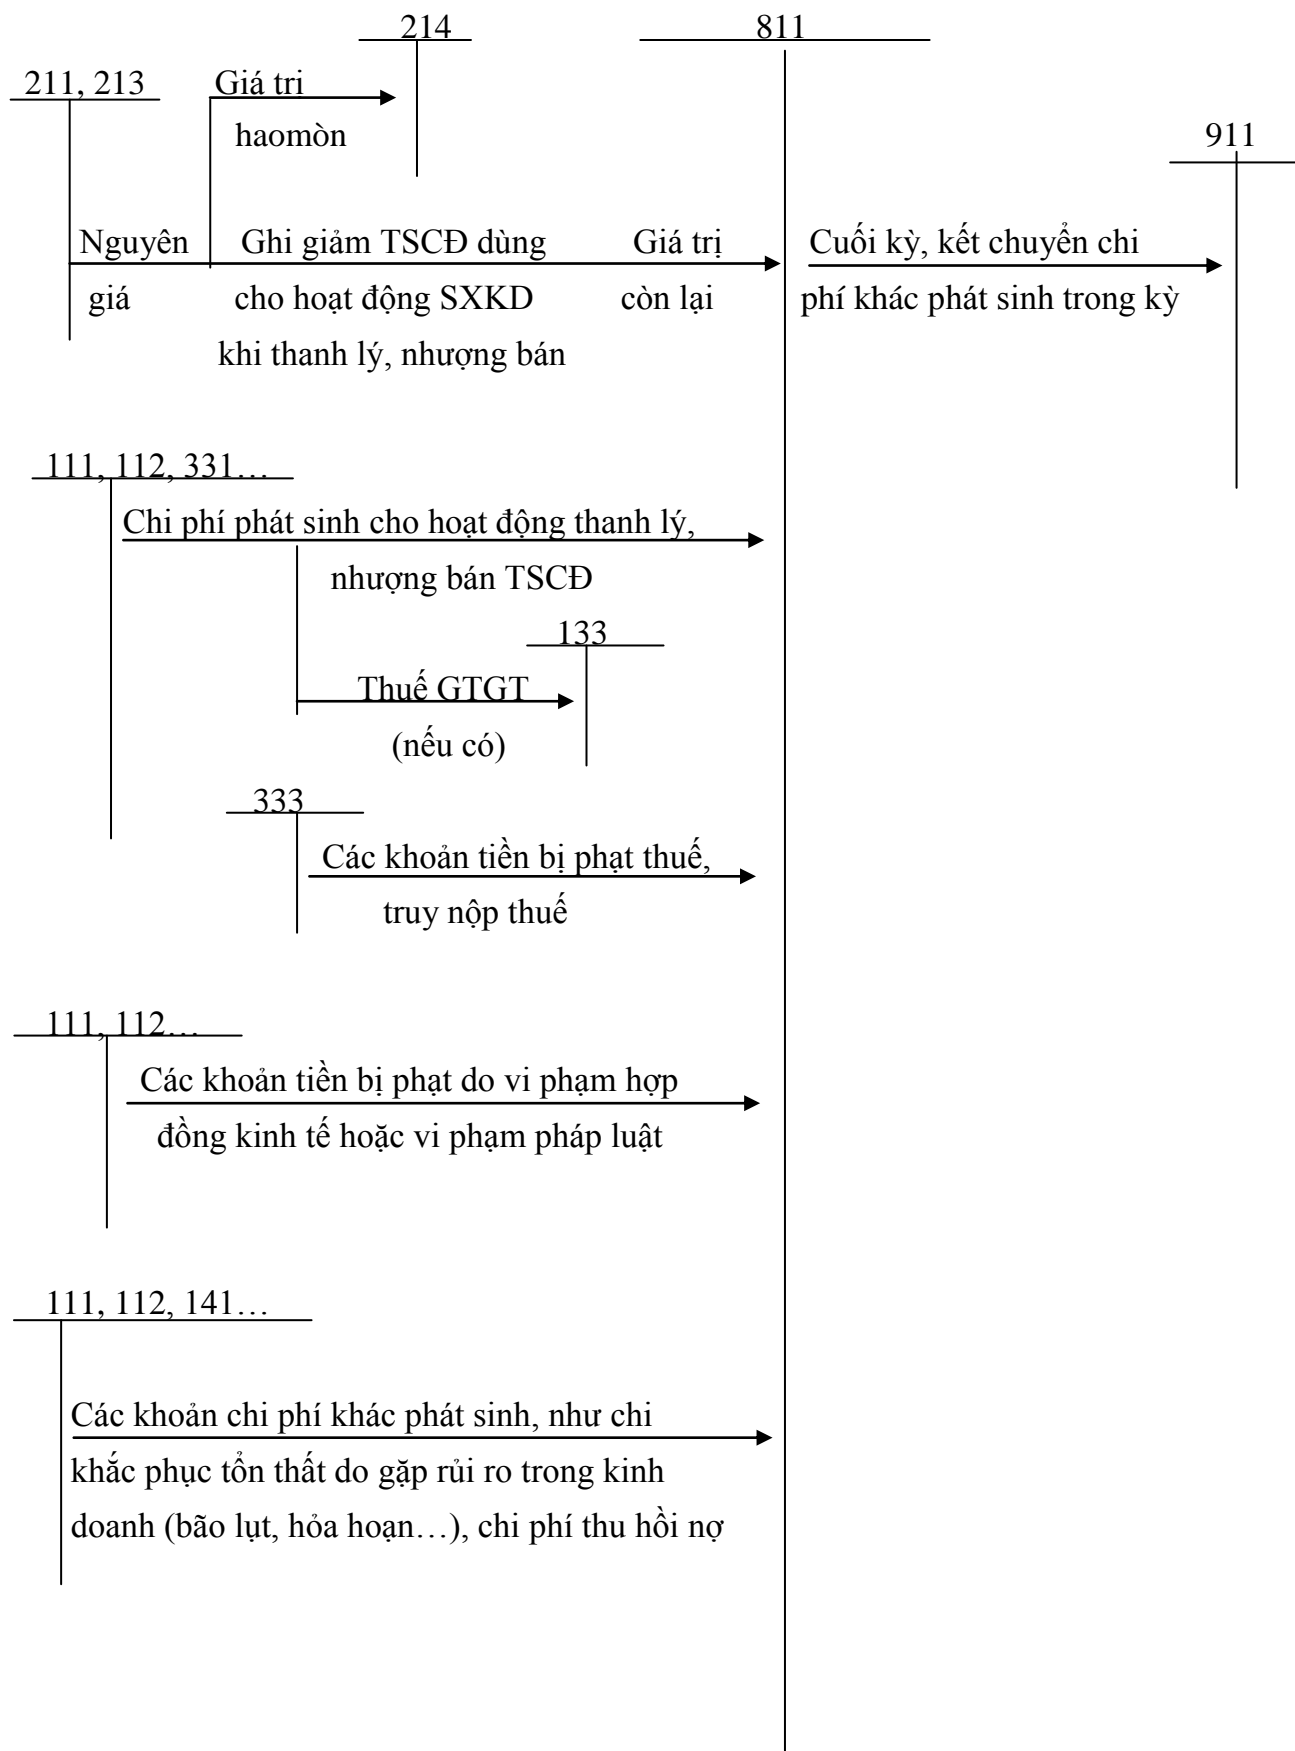 214
811
211, 213
Giá trị
haomòn
911
Nguyên
giá
Ghi giảm TSCĐ dùng
cho hoạt động SXKD
khi thanh lý, nhượng bán
Giá trị
còn lại
Cuối kỳ, kết chuyển chi
phí khác phát sinh trong kỳ
111, 112, 331…
Chi phí phát sinh cho hoạt động thanh lý,
nhượng bán TSCĐ
133
Thuế GTGT
(nếu có)
333
Các khoản tiền bị phạt thuế,
truy nộp thuế
111, 112…
Các khoản tiền bị phạt do vi phạm hợp
đồng kinh tế hoặc vi phạm pháp luật
111, 112, 141…
Các khoản chi phí khác phát sinh, như chi
khắc phục tổn thất do gặp rủi ro trong kinh
doanh (bão lụt, hỏa hoạn…), chi phí thu hồi nợ